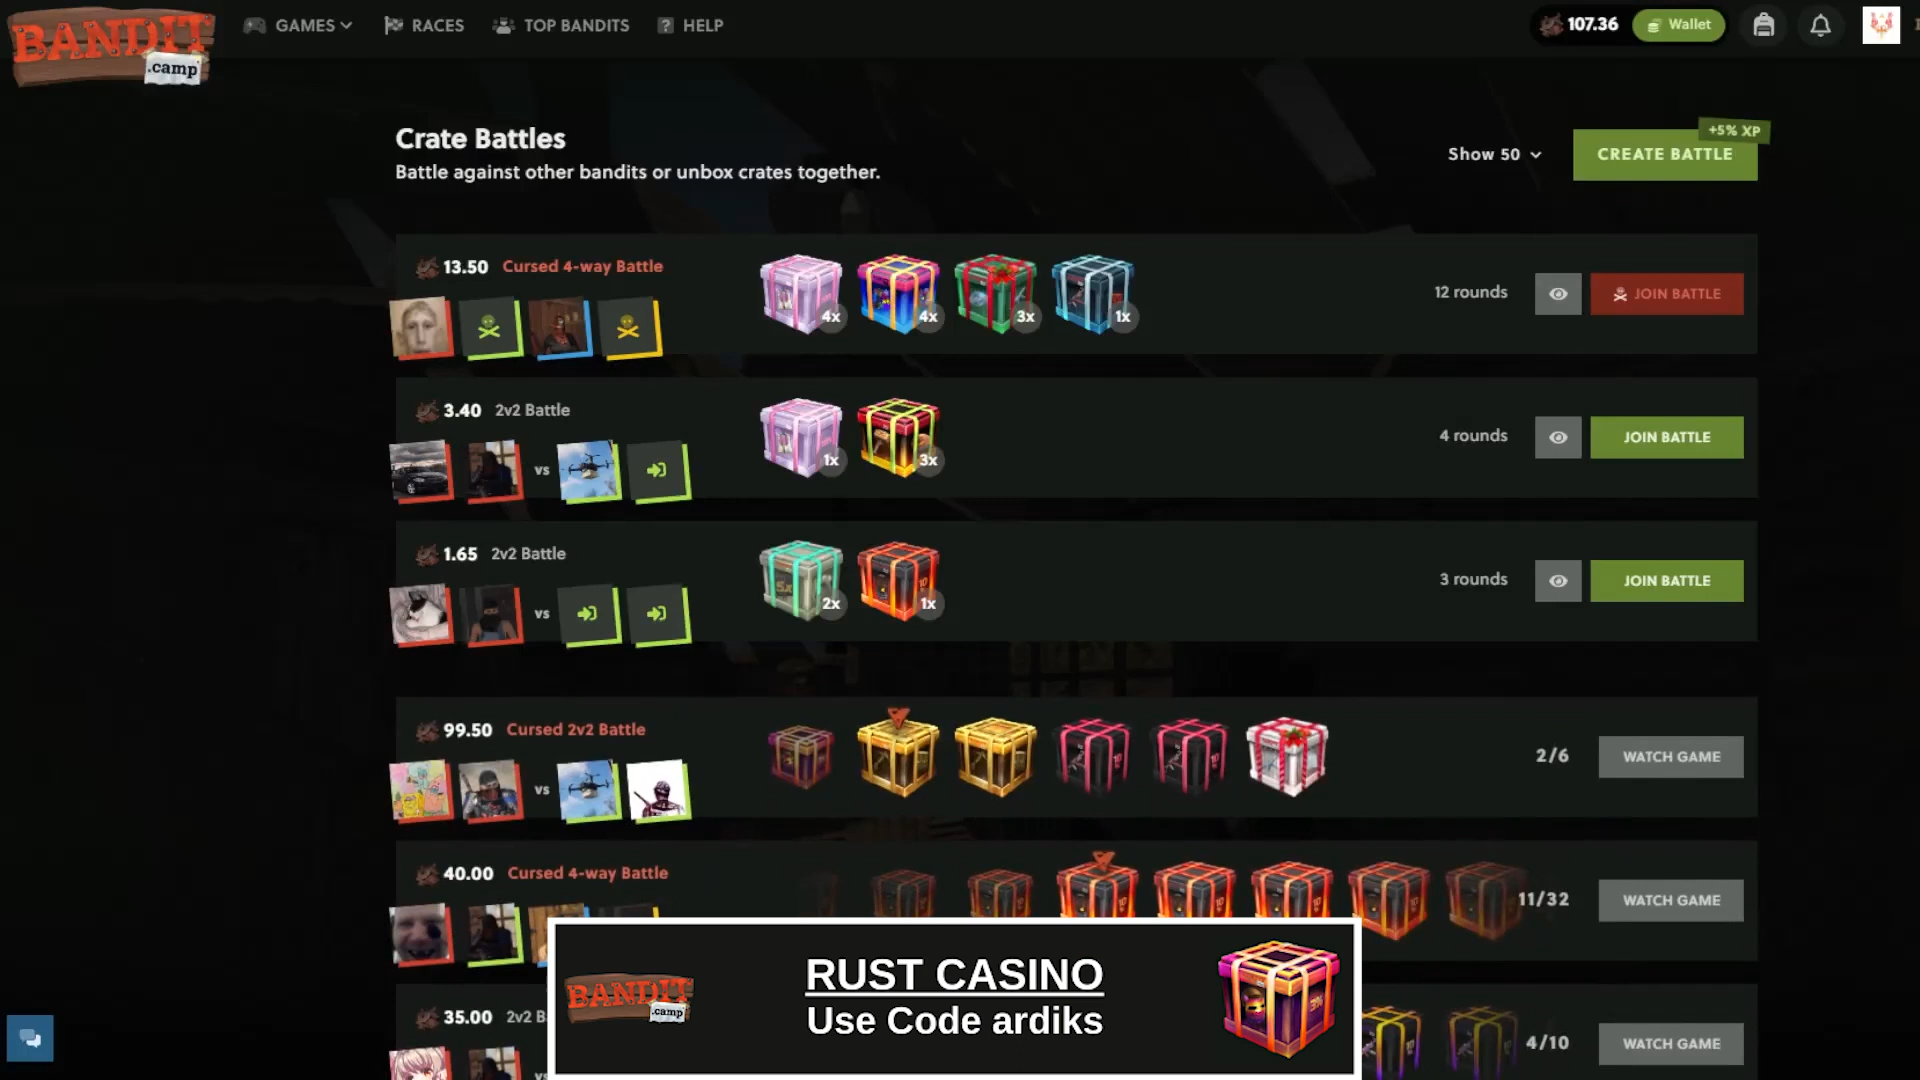 BANDIT
.camp
GAMES
RACES
TOP BANDITS
HELP
107.36
Wallet
Crate Battles
Battle against other bandits or unbox crates together.
Show 50
+5% XP
CREATE BATTLE
13.50 Cursed 4-way Battle
4x
4x
3x
1x
12 rounds
JOIN BATTLE
3.40 2v2 Battle
vs
1x
3x
4 rounds
JOIN BATTLE
1.65 2v2 Battle
vs
5x
2x
10
1x
3 rounds
JOIN BATTLE
99.50 Cursed 2v2 Battle
vs
2/6
WATCH GAME
40.00 Cursed 4-way Battle
11/32
WATCH GAME
35.00 2v2 B
vs
4/10
WATCH GAME
BANDIT
.camp
RUST CASINO
Use Code ardiks
3%